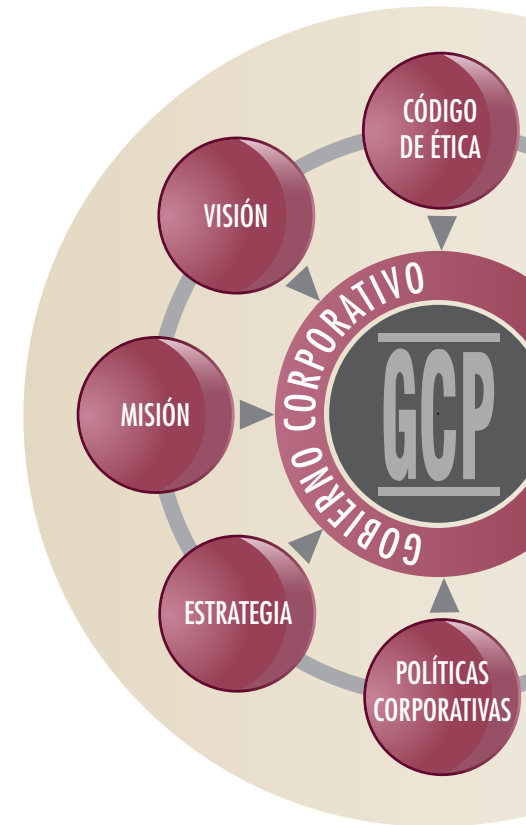 CÓDIGO
DE ÉTICA
VISIÓN
GOBIERNO CORPORATIVO
GCP
MISIÓN
ESTRATEGIA
POLÍTICAS
CORPORATIVAS